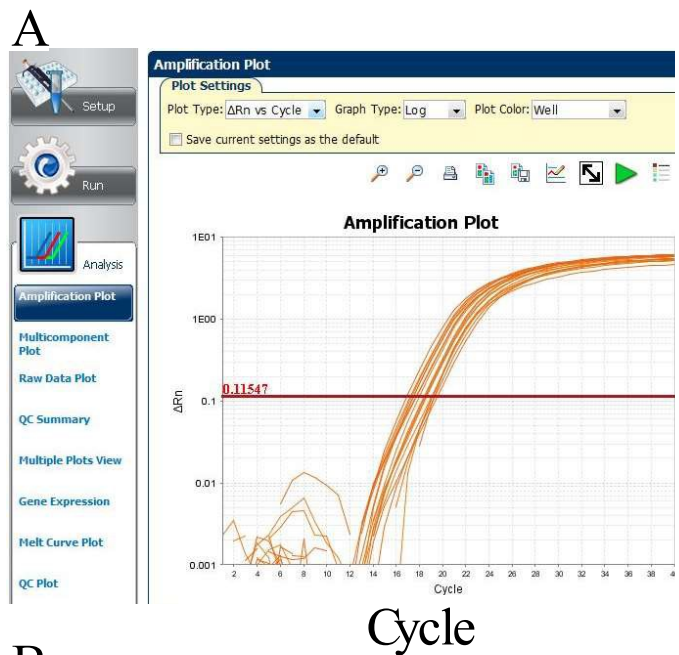 A
Setup
Run
Analysis
Amplification Plot
Multicomponent
Plot
Raw Data Plot
QC Summary
Multiple Plots View
Gene Expression
Melt Curve Plot
QC Plot
Amplification Plot
Plot Settings
Plot Type: ΔRn vs Cycle Graph Type: Log Plot Color: Well
Save current settings as the default
Amplification Plot
1E01
1E00
0.11547
0.1
0.01
0.001
ΔRn
2 4 6 8 10 12 14 16 18 20 22 24 26 28 30 32 34 36 38
Cycle
Cycle